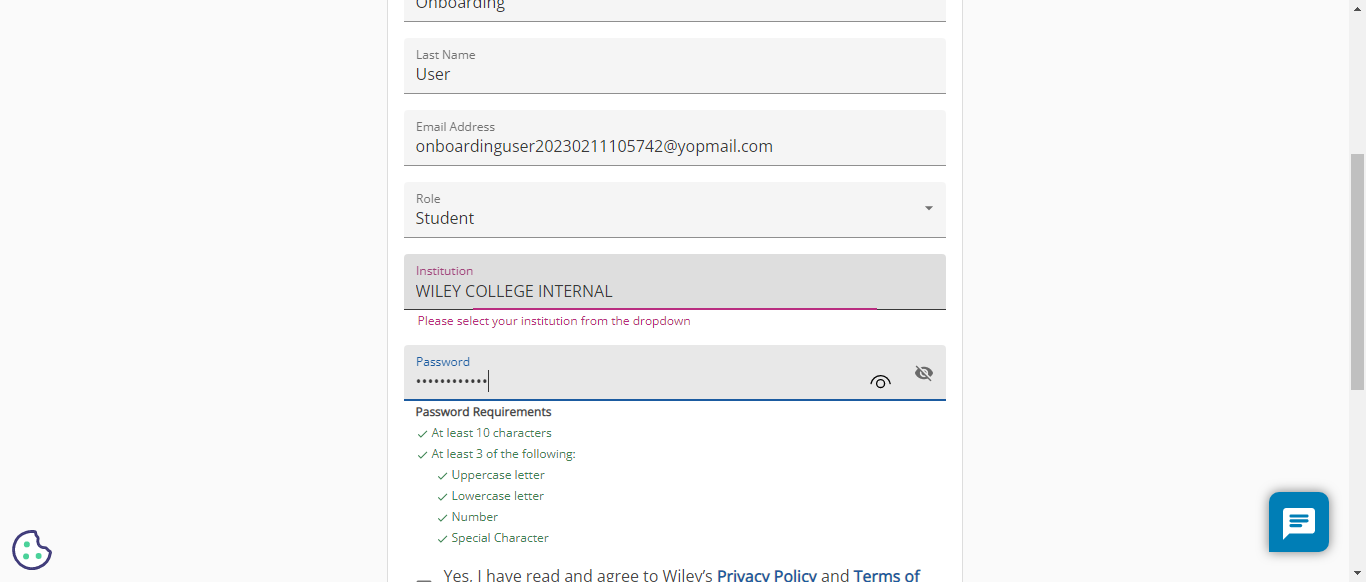 Onboarding
Last Name
User
Email Address
onboardinguser20230211105742@yopmail.com
Role
Student
Institution
WILEY COLLEGE INTERNAL
Please select your institution from the dropdown
Password
••••••••••••
Password Requirements
At least 10 characters
At least 3 of the following:
Uppercase letter
Lowercase letter
Number
Special Character
Yes, I have read and agree to Wiley's Privacy Policy and Terms of